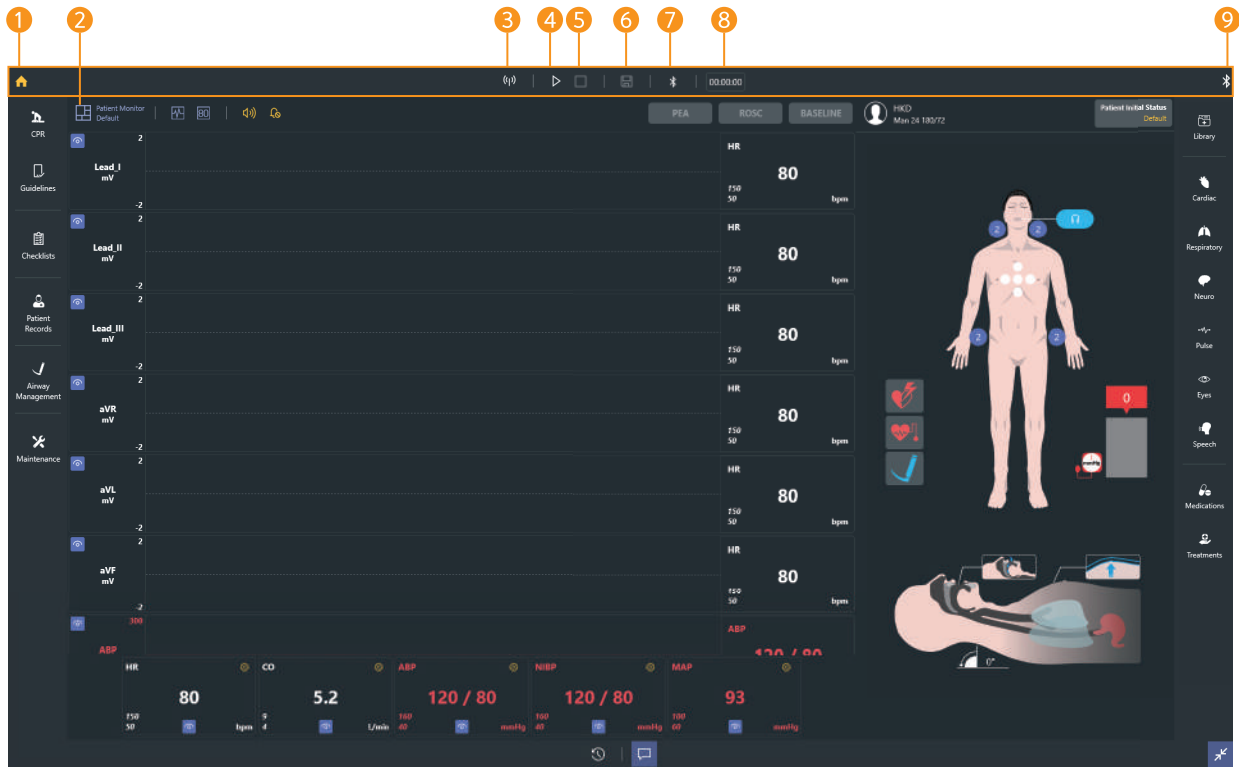 1
2
3
4
5
6
7
8
9
00:00:00
CPR
Guidelines
Checklists
Patient
Records
Airway
Management
Maintenance
Patient Monitor
Default
80
PEA
ROSC
BASELINE
HKD
Man 24 180/72
Patient Initial Status
Default
2
Lead_I
mV
-2
HR
80
150
50
bpm
2
Lead_II
mV
-2
HR
80
150
50
bpm
2
Lead_III
mV
-2
HR
80
150
50
bpm
2
aVR
mV
-2
HR
80
150
50
bpm
2
aVL
mV
-2
HR
80
150
50
bpm
2
aVF
mV
-2
HR
80
150
50
bpm
300
ABP
ABP
120 / 80
HR
80
150
50
bpm
CO
5.2
9
4
L/min
ABP
120 / 80
160
40
mmHg
NIBP
120 / 80
160
40
mmHg
MAP
93
100
60
mmHg
2
2
2
2
0
mmHg
0°
Library
Cardiac
Respiratory
Neuro
Pulse
Eyes
Speech
Medications
Treatments